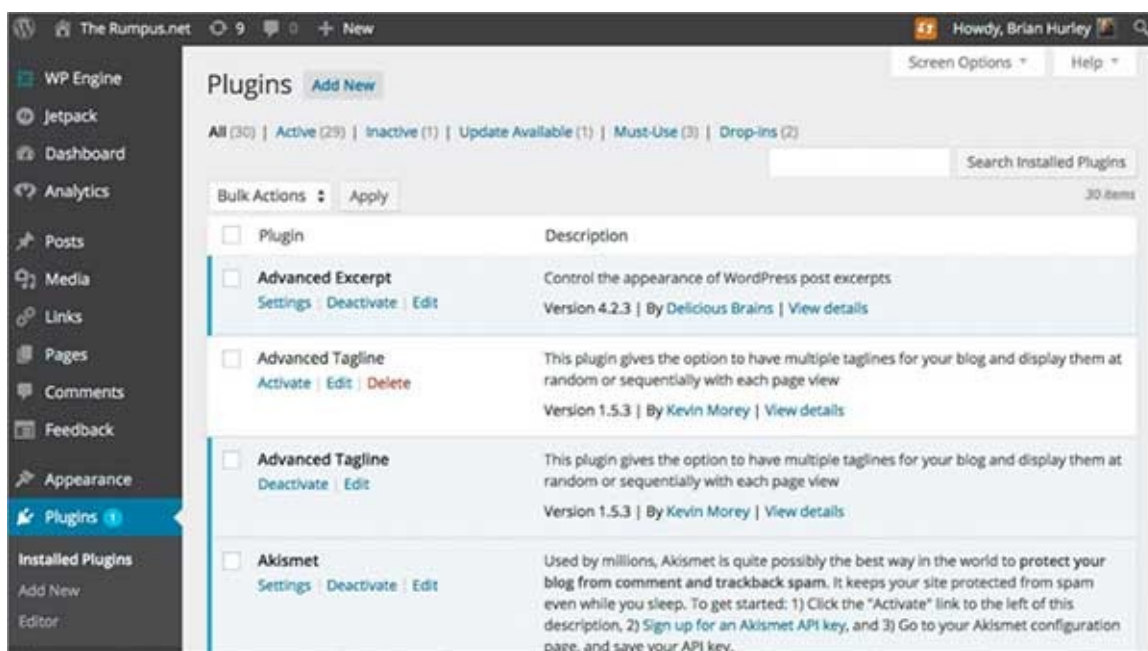 The Rumpus.net 9 0 + New Howdy, Brian Hurley
Screen Options Help
WP Engine
Jetpack
Dashboard
Analytics
Posts
Media
Links
Pages
Comments
Feedback
Appearance
Plugins 1
Installed Plugins
Add New
Editor
Plugins Add New
All (30) | Active (29) | Inactive (1) | Update Available (1) | Must-Use (3) | Drop-ins (2)
Search Installed Plugins
Bulk Actions Apply
30 items
Plugin Description
Advanced Excerpt
Settings | Deactivate | Edit
Control the appearance of WordPress post excerpts
Version 4.2.3 | By Delicious Brains | View details
Advanced Tagline
Activate | Edit | Delete
This plugin gives the option to have multiple taglines for your blog and display them at
random or sequentially with each page view
Version 1.5.3 | By Kevin Morey | View details
Advanced Tagline
Deactivate | Edit
This plugin gives the option to have multiple taglines for your blog and display them at
random or sequentially with each page view
Version 1.5.3 | By Kevin Morey | View details
Akismet
Settings | Deactivate | Edit
Used by millions, Akismet is quite possibly the best way in the world to protect your
blog from comment and trackback spam. It keeps your site protected from spam
even while you sleep. To get started: 1) Click the "Activate" link to the left of this
description, 2) Sign up for an Akismet API key, and 3) Go to your Akismet configuration
page, and save your API key.